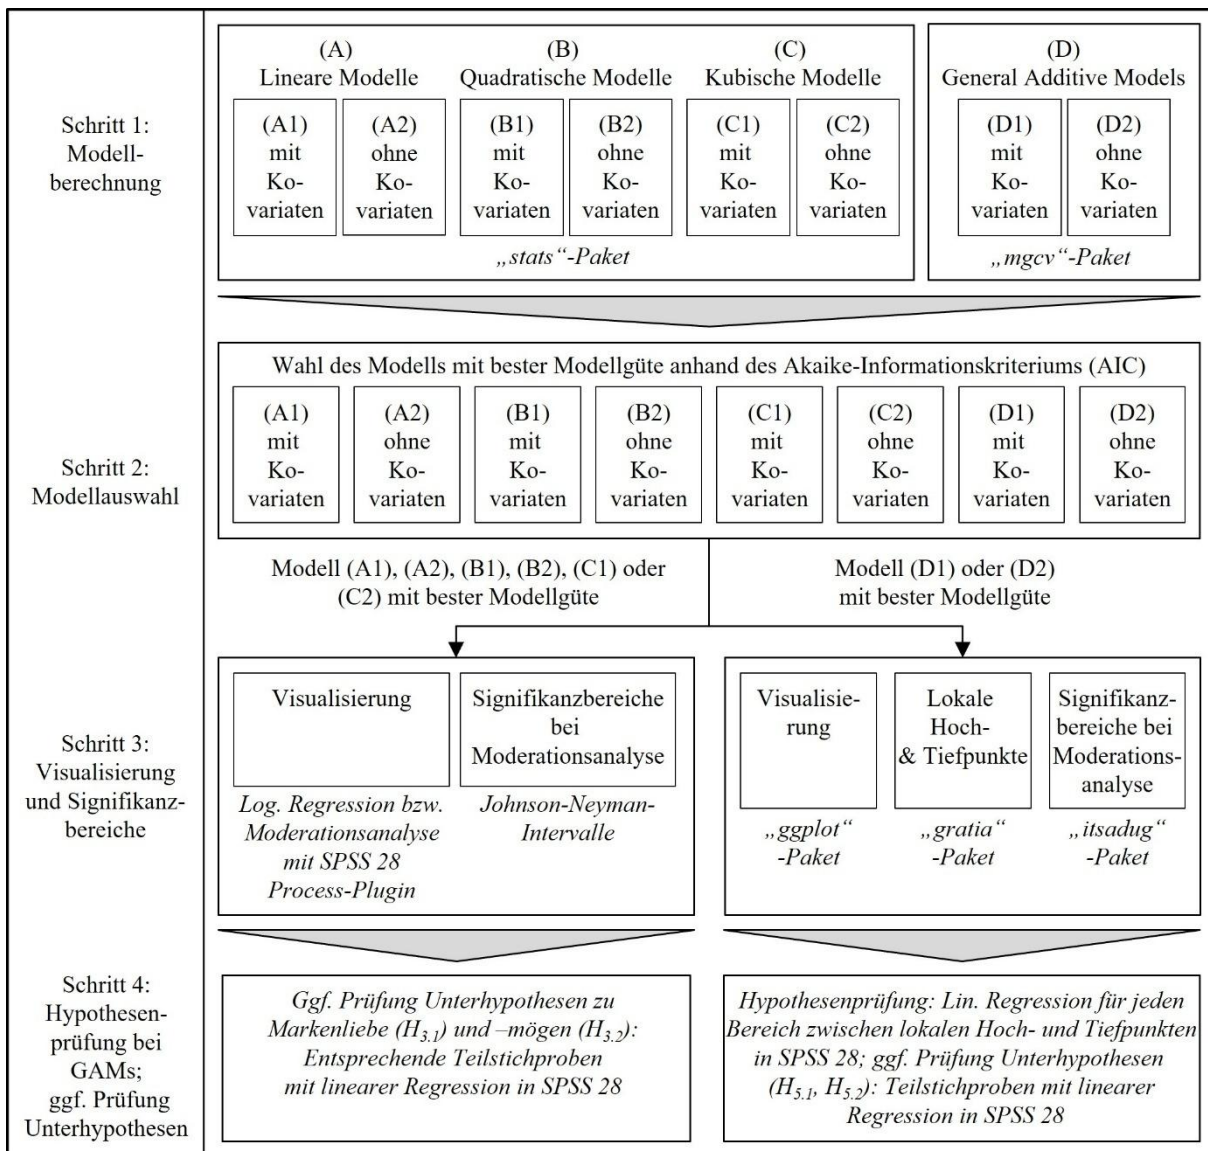 Schritt 1:
Modell-
berechnung
(A)
Lineare Modelle
(A1)
mit
Ko-
variaten
(A2)
ohne
Ko-
variaten
(B)
Quadratische Modelle
(B1)
mit
Ko-
variaten
(B2)
ohne
Ko-
variaten
(C)
Kubische Modelle
(C1)
mit
Ko-
variaten
(C2)
ohne
Ko-
variaten
„stats“-Paket
(D)
General Additive Models
(D1)
mit
Ko-
variaten
(D2)
ohne
Ko-
variaten
„mgcv“-Paket
Schritt 2:
Modellauswahl
Wahl des Modells mit bester Modellgüte anhand des Akaike-Informationskriteriums (AIC)
(A1)
mit
Ko-
variaten
(A2)
ohne
Ko-
variaten
(B1)
mit
Ko-
variaten
(B2)
ohne
Ko-
variaten
(C1)
mit
Ko-
variaten
(C2)
ohne
Ko-
variaten
(D1)
mit
Ko-
variaten
(D2)
ohne
Ko-
variaten
Modell (A1), (A2), (B1), (B2), (C1) oder
(C2) mit bester Modellgüte
Modell (D1) oder (D2)
mit bester Modellgüte
Schritt 3:
Visualisierung
und Signifikanz-
bereiche
Visualisierung
Log. Regression bzw.
Moderationsanalyse
mit SPSS 28
Process-Plugin
Signifikanzbereiche
bei
Moderationsanalyse
Johnson-Neyman-
Intervalle
Visualisie-
rung
„ggplot“
-Paket
Lokale
Hoch-
& Tiefpunkte
„gratia“
-Paket
Signifikanz-
bereiche bei
Moderations-
analyse
„itsadug“
-Paket
Schritt 4:
Hypothesen-
prüfung bei
GAMs;
ggf. Prüfung
Unterhypothesen
Ggf. Prüfung Unterhypothesen zu
Markenliebe (H3.1) und –mögen (H3.2):
Entsprechende Teilstichproben
mit linearer Regression in SPSS 28
Hypothesenprüfung: Lin. Regression für jeden
Bereich zwischen lokalen Hoch- und Tiefpunkten
in SPSS 28; ggf. Prüfung Unterhypothesen
(H5.1, H5.2): Teilstichproben mit linearer
Regression in SPSS 28